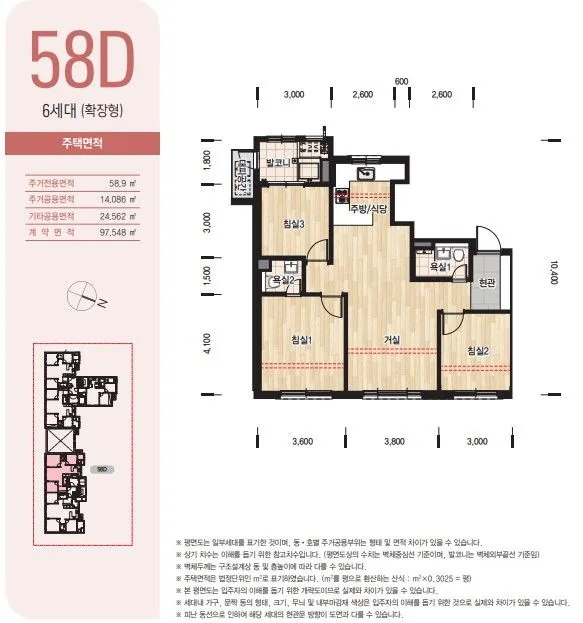 58D
6세대 (확장형)
주택면적
주거전용면적 58.9 ㎡
주거공용면적 14.086 ㎡
기타공용면적 24.562 ㎡
계 약 면 적 97.548 ㎡
N
58D
600
3,000 2,600 2,600
1,800
3,000
1,500
4,100
10,400
발코니
대피공간
주방/식당
침실3
욕실1
현관
욕실2
침실1
거실
침실2
3,600 3,800 3,000
※ 평면도는 일부세대를 표기한 것이며, 동・호별 주거공용부위는 형태 및 면적 차이가 있을 수 있습니다.
※ 상기 치수는 이해를 돕기 위한 참고치수입니다. (평면도상의 수치는 벽체중심선 기준이며, 발코니는 벽체외부끝선 기준임)
※ 벽체두께는 구조설계상 동 및 층높이에 따라 다를 수 있습니다.
※ 주택면적은 법정단위인 m²로 표기하였습니다. (m²를 평으로 환산하는 산식 : m²×0.3025 = 평)
※ 본 평면도는 입주자의 이해를 돕기 위한 개략도이므로 실제와 차이가 있을 수 있습니다.
※ 세대내 가구, 문짝 등의 형태, 크기, 무늬 및 내부마감재 색상은 입주자의 이해를 돕기 위한 것으로 실제와 차이가 있을 수 있습니다.
※ 피난 동선으로 인하여 해당 세대의 현관문 방향이 도면과 다를 수 있습니다.